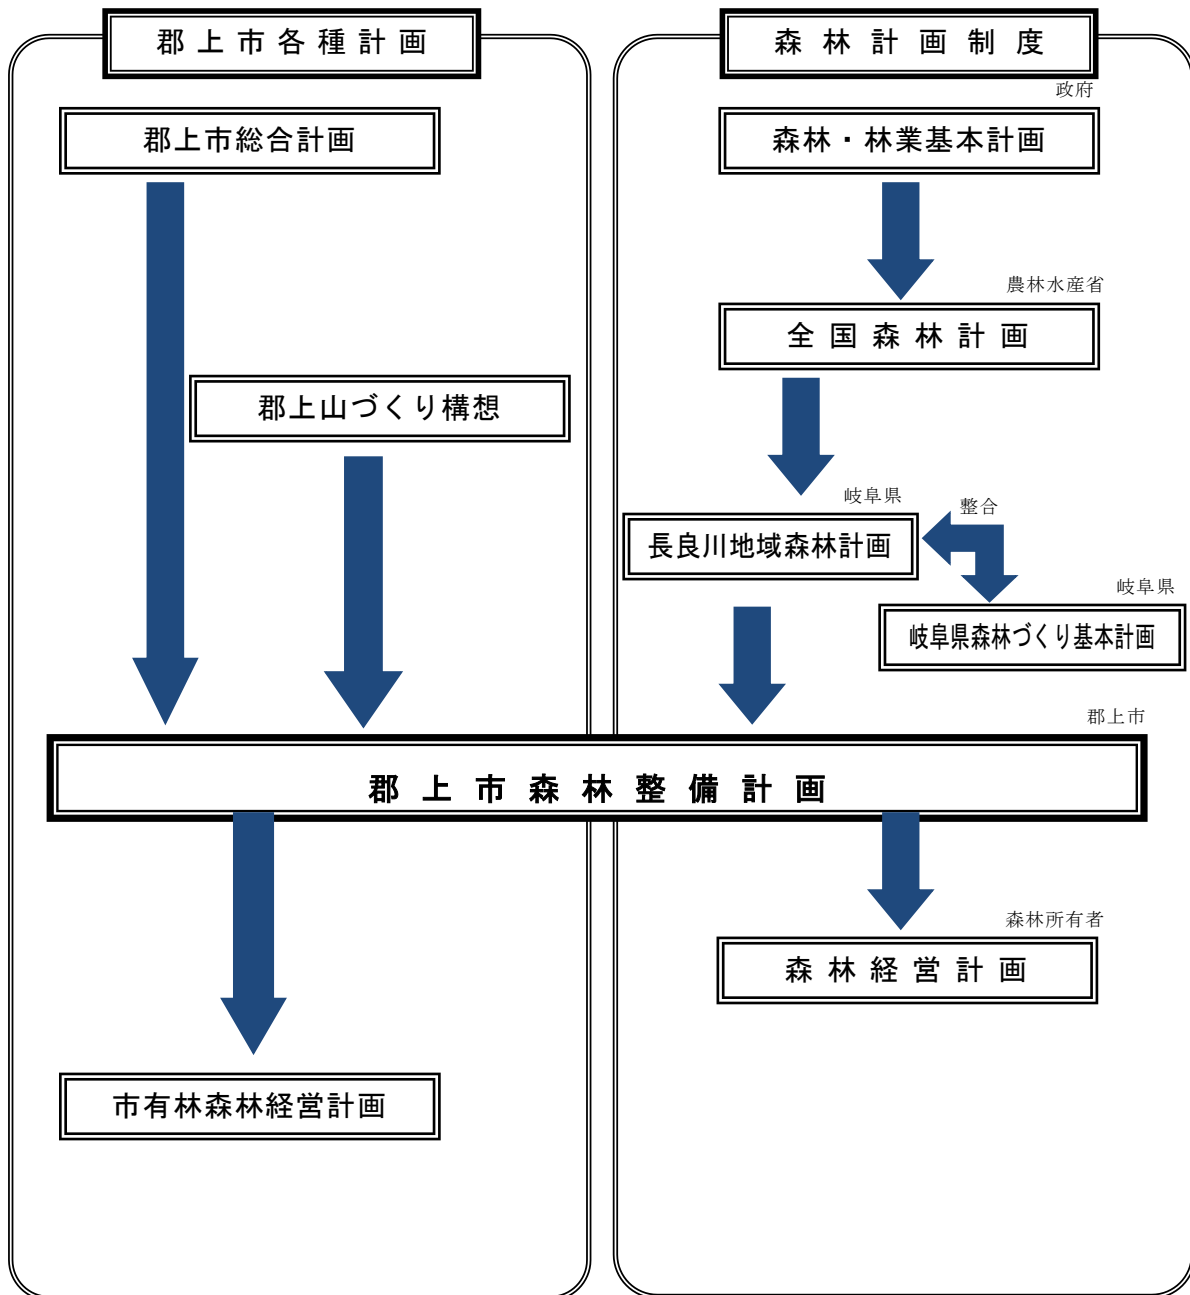 郡上市各種計画
郡上市総合計画
郡上山づくり構想
森林計画制度
政府
森林・林業基本計画
農林水産省
全国森林計画
岐阜県
長良川地域森林計画
整合
岐阜県
岐阜県森林づくり基本計画
郡上市
郡上市森林整備計画
市有林森林経営計画
森林所有者
森林経営計画